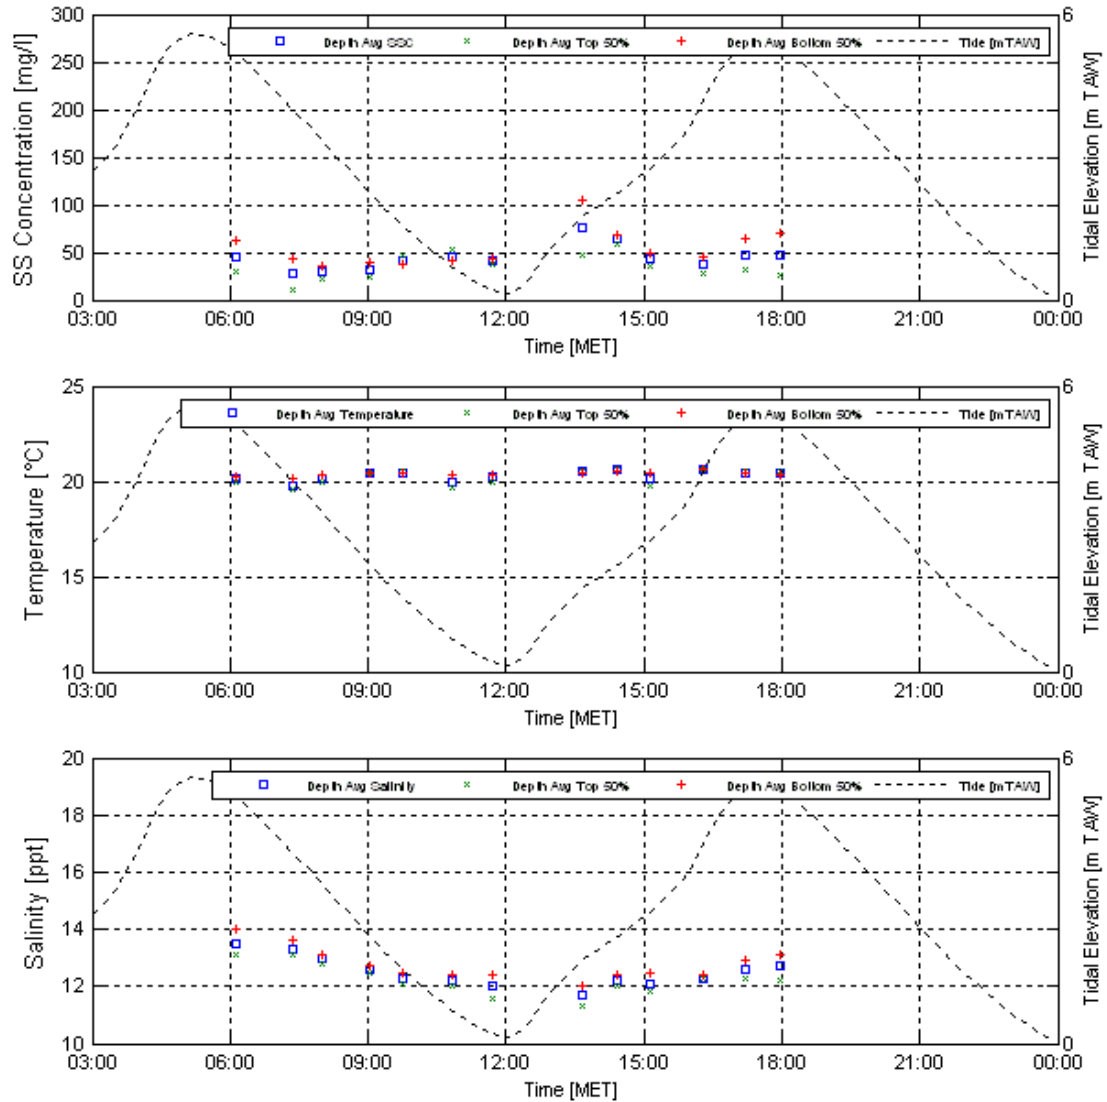 300
6
Depth Avg SSC Depth Avg Top 50% Depth Avg Bottom 50% Tide [mTAW]
250
200
150
100
50
0
0
SS Concentration [mg/l]
Tidal Elevation [m TAW]
03:00 06:00 09:00 12:00 15:00 18:00 21:00 00:00
Time [MET]
25
6
Depth Avg Temperature Depth Avg Top 50% Depth Avg Bottom 50% Tide [mTAW]
20
15
10
0
Temperature [°C]
Tidal Elevation [m TAW]
03:00 06:00 09:00 12:00 15:00 18:00 21:00 00:00
Time [MET]
20
6
Depth Avg Salinity Depth Avg Top 50% Depth Avg Bottom 50% Tide [mTAW]
18
16
14
12
10
0
Salinity [ppt]
Tidal Elevation [m TAW]
03:00 06:00 09:00 12:00 15:00 18:00 21:00 00:00
Time [MET]